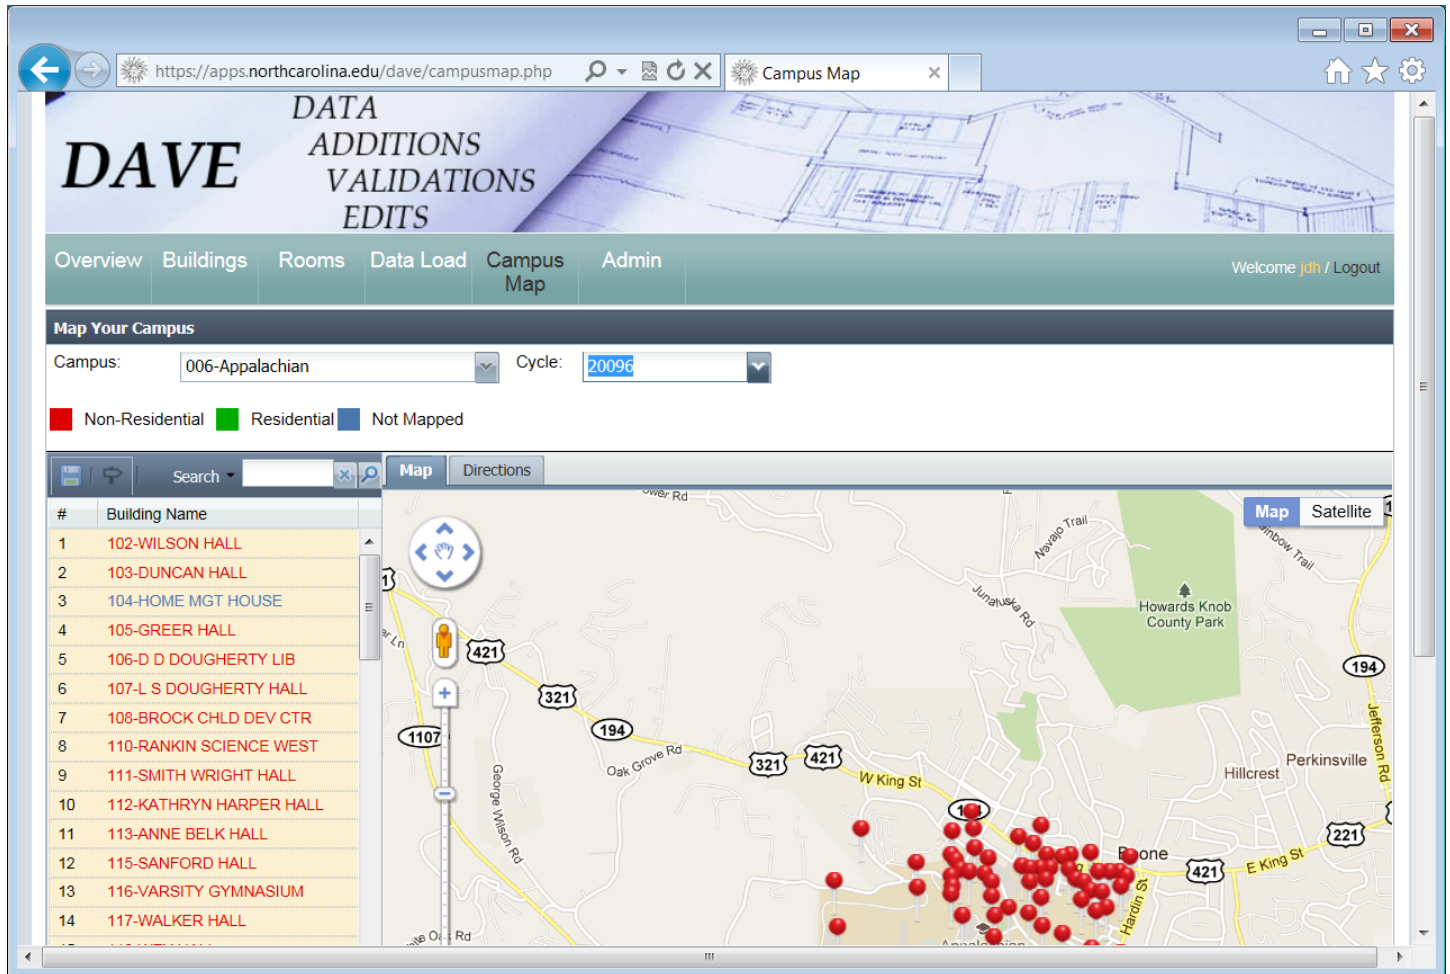 https://apps.northcarolina.edu/dave/campusmap.php
Campus Map
DAVE
DATA
ADDITIONS
VALIDATIONS
EDITS
Overview
Buildings
Rooms
Data Load
Campus
Map
Admin
Welcome jdh / Logout
Map Your Campus
Campus:
006-Appalachian
Cycle:
20096
Non-Residential
Residential
Not Mapped
Search
Map
Directions
# Building Name
1 102-WILSON HALL
2 103-DUNCAN HALL
3 104-HOME MGT HOUSE
4 105-GREER HALL
5 106-D D DOUGHERTY LIB
6 107-L S DOUGHERTY HALL
7 108-BROCK CHLD DEV CTR
8 110-RANKIN SCIENCE WEST
9 111-SMITH WRIGHT HALL
10 112-KATHRYN HARPER HALL
11 113-ANNE BELK HALL
12 115-SANFORD HALL
13 116-VARSITY GYMNASIUM
14 117-WALKER HALL
Map
Satellite
Navajo Trail
Trail
Junaluska Rd
Howards Knob
County Park
421
194
321
194
1107
Oak Grove Rd
321
421
W King St
Jefferson Rd
Perkinsville
Hillcrest
George Wilson Rd
221
421
E King St
Hardin St
Rd